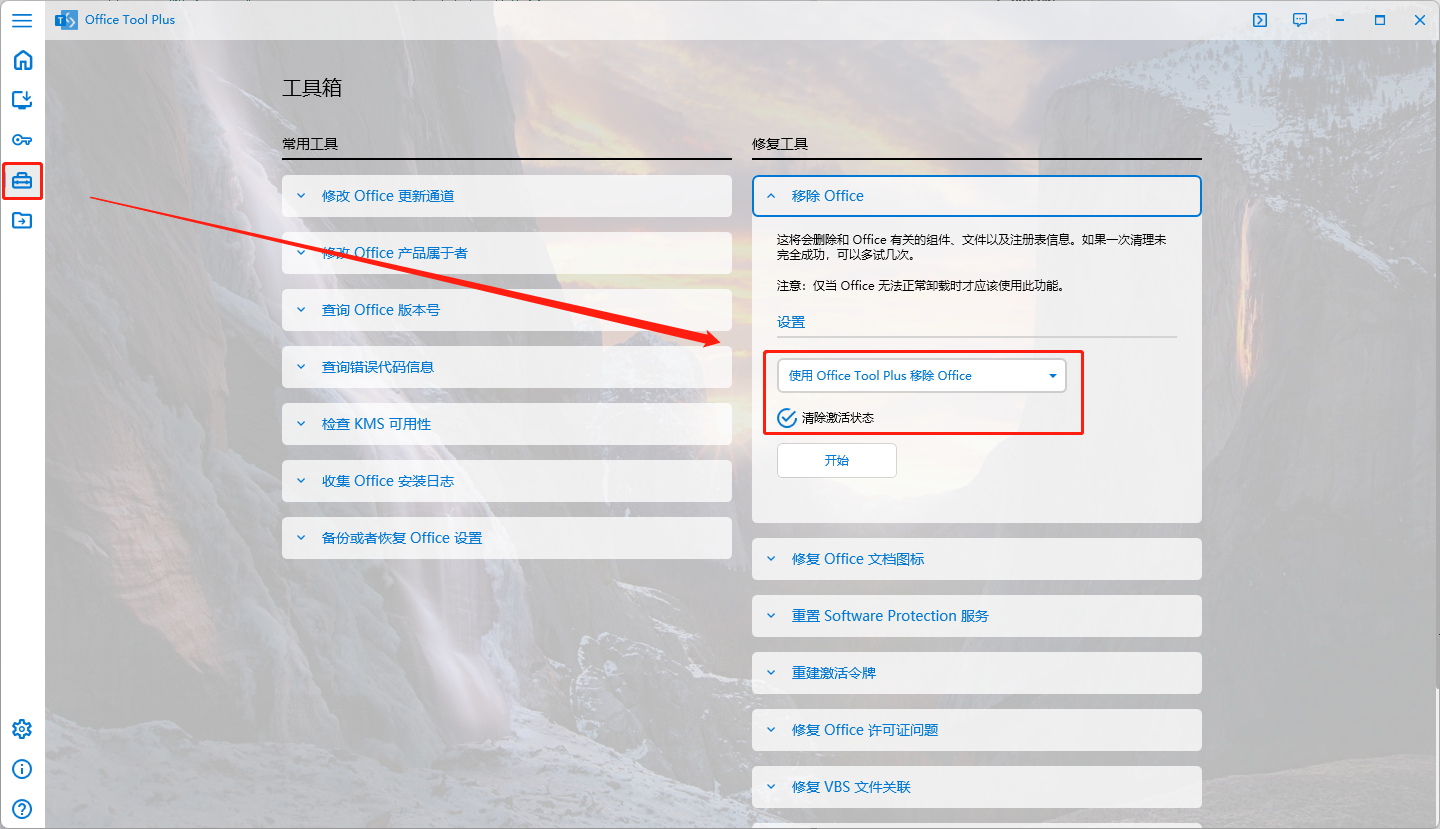 Office Tool Plus
工具箱
常用工具
修改 Office 更新通道
修改 Office 产品属于者
查询 Office 版本号
查询错误代码信息
检查 KMS 可用性
收集 Office 安装日志
备份或者恢复 Office 设置
修复工具
移除 Office
这将会删除和 Office 有关的组件、文件以及注册表信息。如果一次清理未
完全成功，可以多试几次。
注意：仅当 Office 无法正常卸载时才应该使用此功能。
设置
使用 Office Tool Plus 移除 Office
清除激活状态
开始
修复 Office 文档图标
重置 Software Protection 服务
重建激活令牌
修复 Office 许可证问题
修复 VBS 文件关联